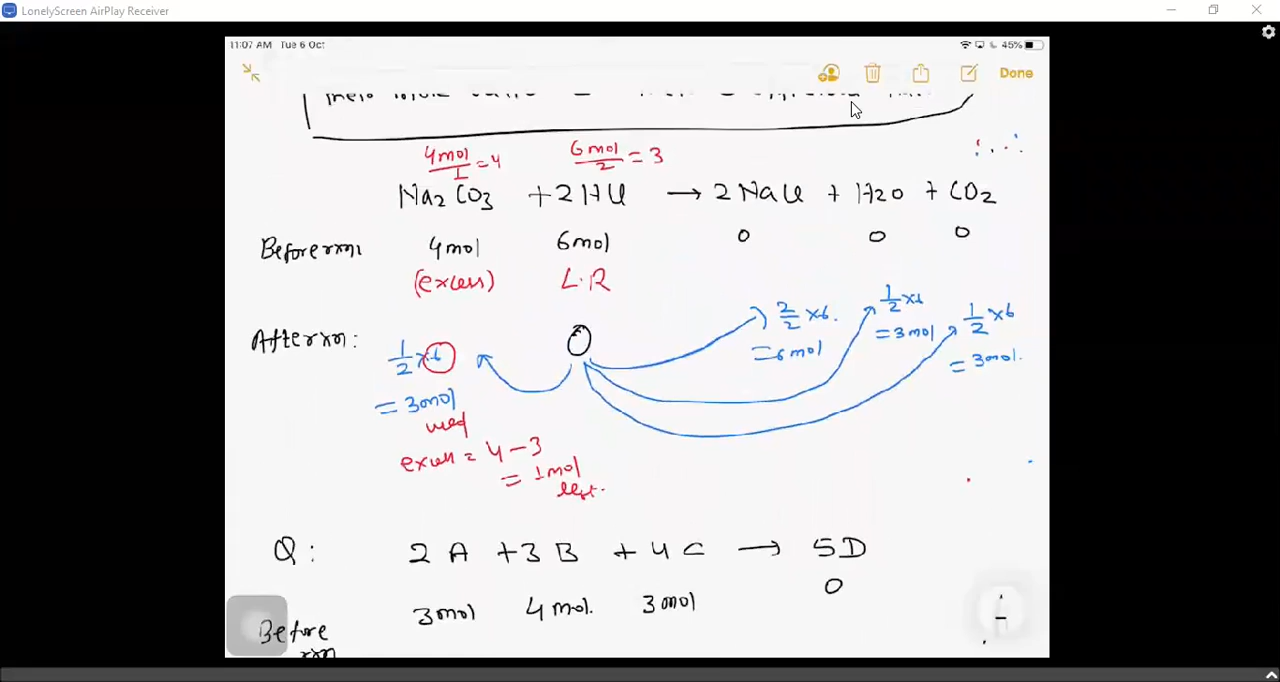 LonelyScreen AirPlay Receiver
11:07 AM Tue 6 Oct
45%
Done
4mol/1 = 4 6mol/2 = 3
Na2CO3 + 2HCl → 2NaCl + H2O + CO2
Before rxn: 4mol 6mol 0 0 0
(excess) L.R
After rxn: 0
1/2 x 6 2/2 x 6. 1/2 x 6 1/2 x 6
= 3mol = 6mol = 3mol = 3mol.
used
excess = 4 - 3
= 1mol
left.
Q: 2A + 3B + 4C → 5D
Before 3mol 4mol. 3mol 0
rxn